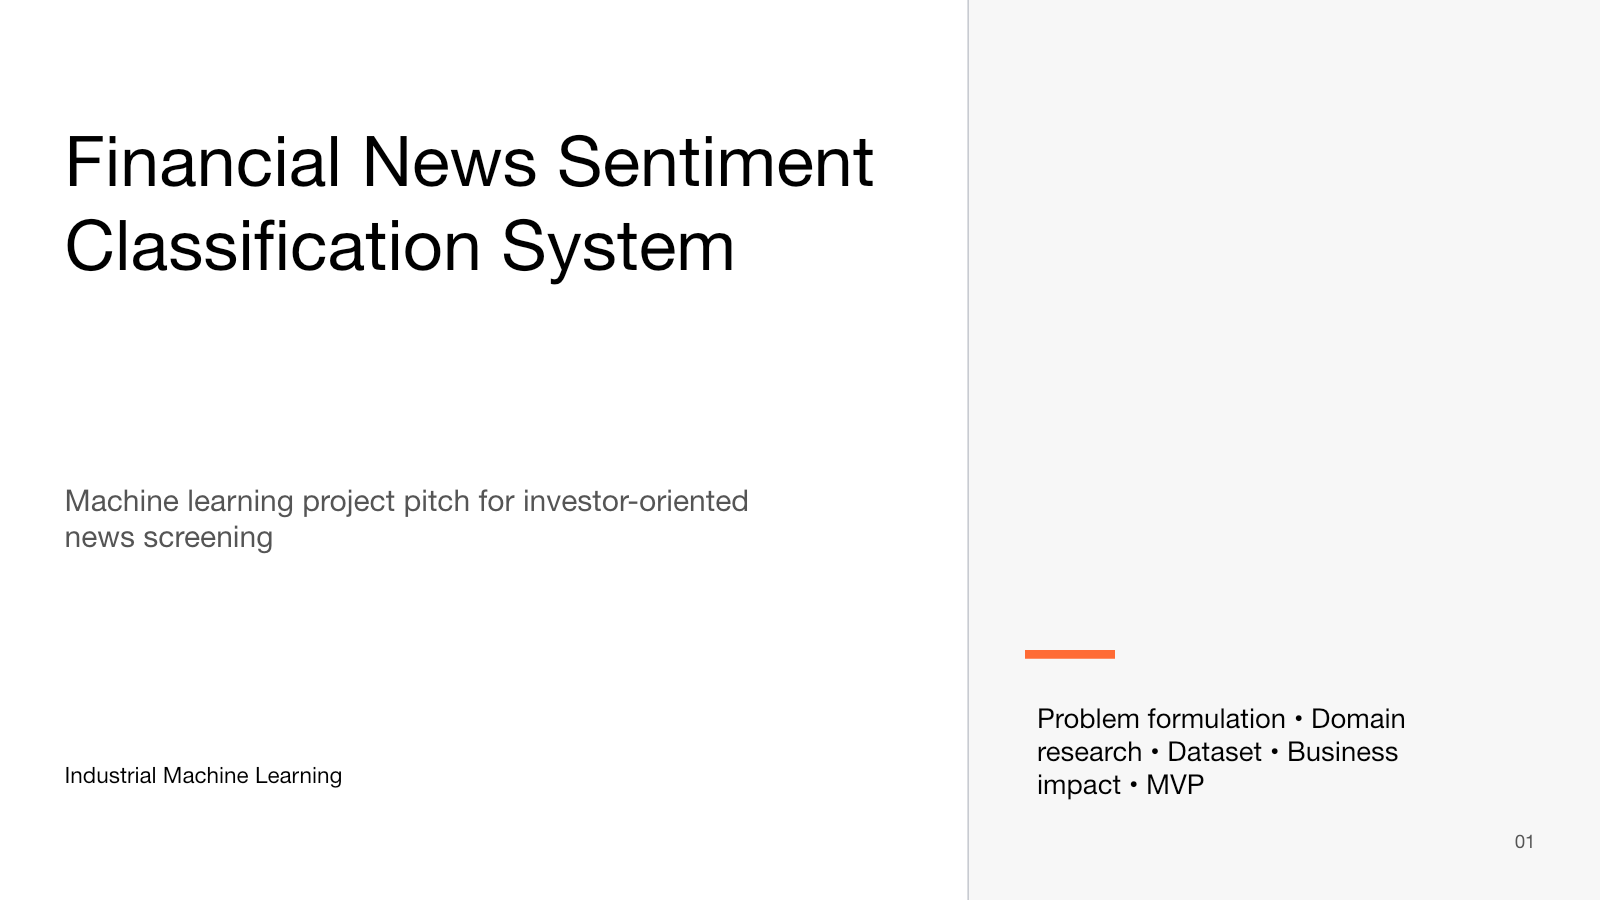 Financial News Sentiment
Classification System
Machine learning project pitch for investor-oriented
news screening
Industrial Machine Learning
Problem formulation • Domain
research • Dataset • Business
impact • MVP
01